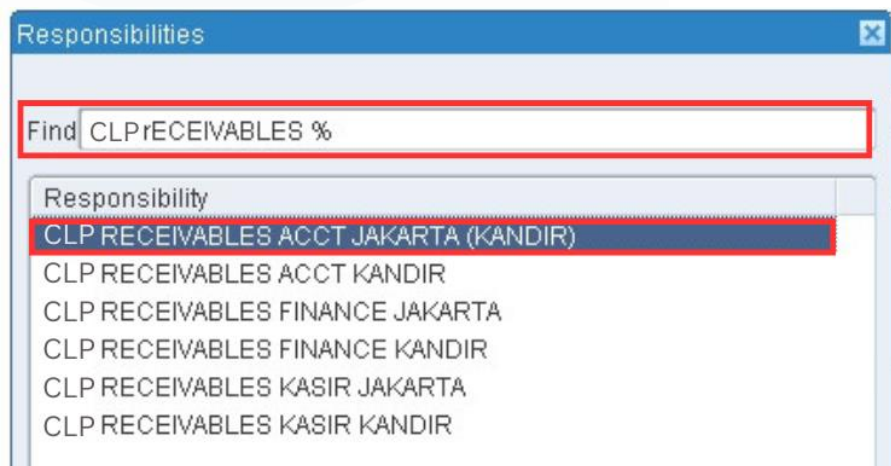 Responsibilities
Find CLP rECEIVABLES %
Responsibility
CLP RECEIVABLES ACCT JAKARTA (KANDIR)
CLP RECEIVABLES ACCT KANDIR
CLP RECEIVABLES FINANCE JAKARTA
CLP RECEIVABLES FINANCE KANDIR
CLP RECEIVABLES KASIR JAKARTA
CLP RECEIVABLES KASIR KANDIR